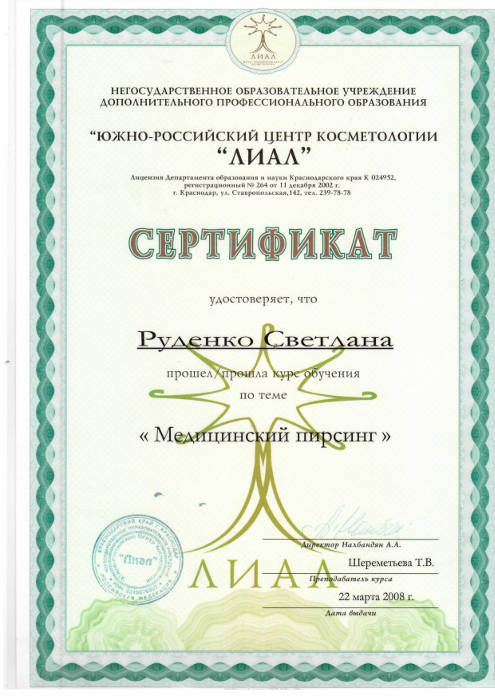 ЛИАЛ
НЕГОСУДАРСТВЕННОЕ ОБРАЗОВАТЕЛЬНОЕ УЧРЕЖДЕНИЕ
ДОПОЛНИТЕЛЬНОГО ПРОФЕССИОНАЛЬНОГО ОБРАЗОВАНИЯ
“ЮЖНО-РОССИЙСКИЙ ЦЕНТР КОСМЕТОЛОГИИ
“ЛИАЛ”
Лицензия Департамента образования и науки Краснодарского края К 024952,
регистрационный № 264 от 11 декабря 2002 г.
г. Краснодар, ул. Ставропольская,142, тел. 239-78-78
СЕРТИФИКАТ
удостоверяет, что
Руденко Светлана
прошел/прошла курс обучения
по теме
« Медицинский пирсинг »
Директор Налбандян А.А.
"Лиал"
ЛИАЛ
Шереметьева Т.В.
Преподаватель курса
22 марта 2008 г.
Дата выдачи